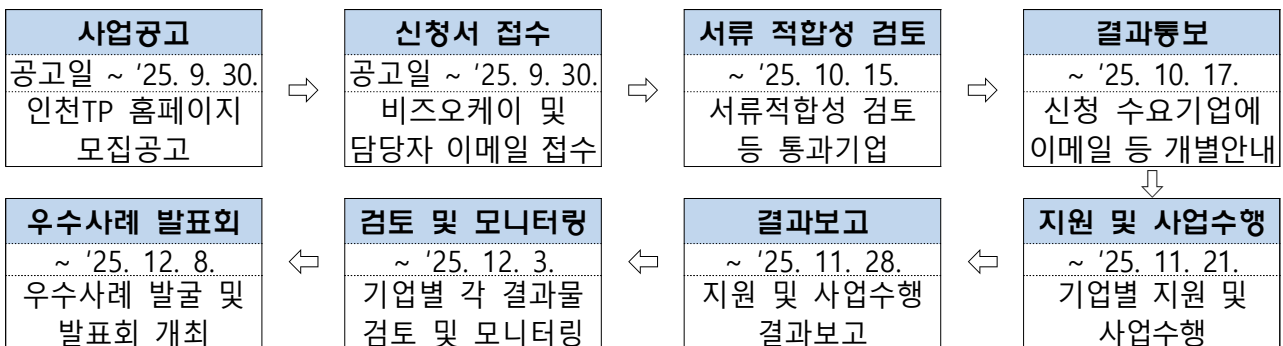 사업공고
공고일 ~ '25. 9. 30.
인천TP 홈페이지
모집공고
신청서 접수
공고일 ~ '25. 9. 30.
비즈오케이 및
담당자 이메일 접수
서류 적합성 검토
~ '25. 10. 15.
서류적합성 검토
등 통과기업
결과통보
~ '25. 10. 17.
신청 수요기업에
이메일 등 개별안내
지원 및 사업수행
~ '25. 11. 21.
기업별 지원 및
사업수행
결과보고
~ '25. 11. 28.
지원 및 사업수행
결과보고
검토 및 모니터링
~ '25. 12. 3.
기업별 각 결과물
검토 및 모니터링
우수사례 발표회
~ '25. 12. 8.
우수사례 발굴 및
발표회 개최